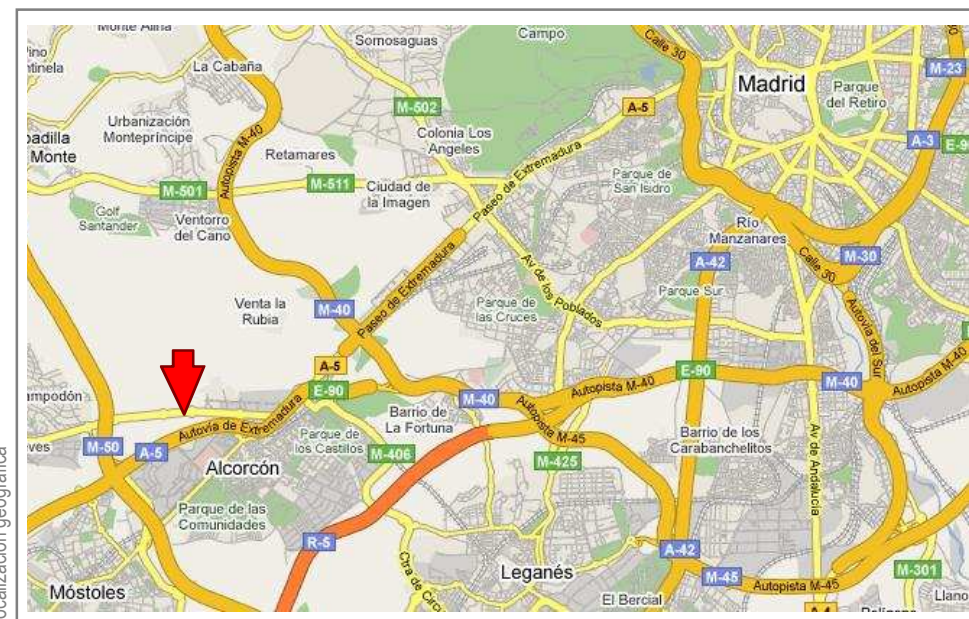 Monte Alina
Somosaguas
Campo
Calle 30
La Cabaña
Madrid
M-23
Parque
del Retiro
M-502
A-5
Urbanización
Montepríncipe
Colonia Los
Angeles
Monte
Retamares
Autopista M-40
Paseo de Extremadura
A-3
M-501
M-511
Ciudad de
la Imagen
Parque de
San Isidro
Golf
Santander
Ventorro
del Cano
Río
Manzanares
M-30
Calle 30
A-42
Av de los Poblados
Parque Sur
Venta la
Rubia
M-40
Paseo de Extremadura
Parque de
las Cruces
Autovía del Sur
A-5
E-90
E-90
Autopista M-40
M-40
Autopista M-40
M-40
Autopista M-45
Autovía de Extremadura
Barrio de
La Fortuna
M-50
A-5
Parque de
los Castillos
M-406
Barrio de los
Carabanchelitos
Av de Andalucía
M-425
Alcorcón
Parque de las
Comunidades
R-5
A-42
M-301
Leganés
M-45
Autopista M-45
Móstoles
El Bercial
Llano